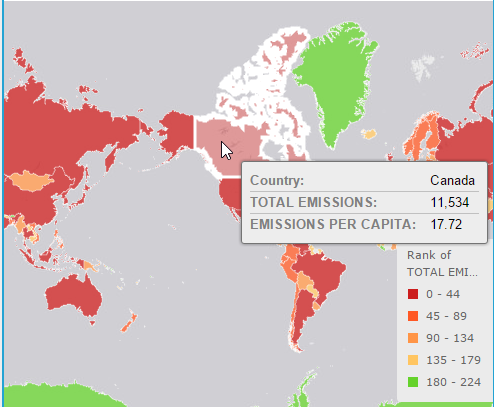 Country: Canada
TOTAL EMISSIONS: 11,534
EMISSIONS PER CAPITA: 17.72
Rank of
TOTAL EMI...
0 - 44
45 - 89
90 - 134
135 - 179
180 - 224